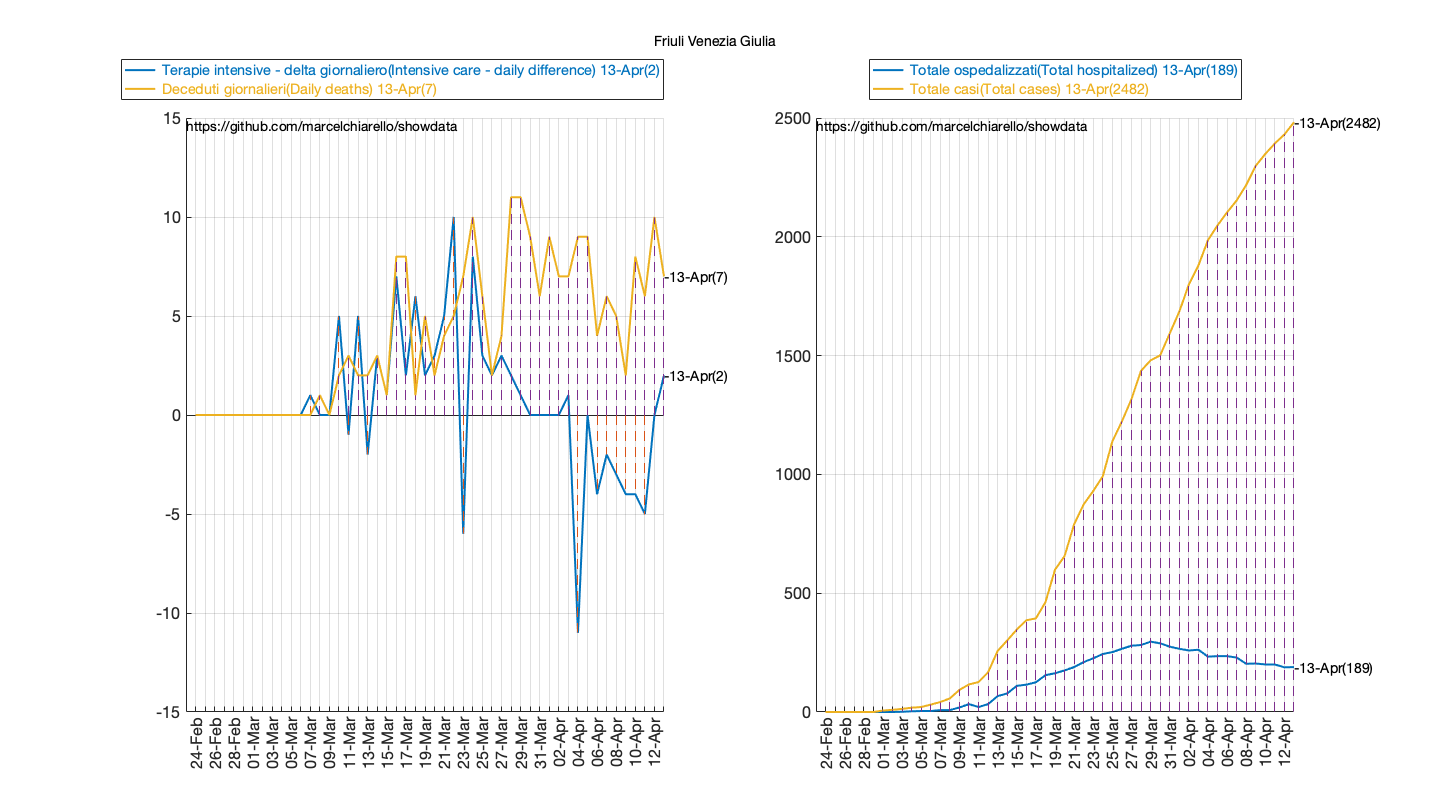 Friuli Venezia Giulia
Terapie intensive - delta giornaliero(Intensive care - daily difference) 13-Apr(2)
Deceduti giornalieri(Daily deaths) 13-Apr(7)
https://github.com/marcelchiarello/showdata
15
10
5
0
-5
-10
-15
-13-Apr(7)
-13-Apr(2)
24-Feb
26-Feb
28-Feb
01-Mar
03-Mar
05-Mar
07-Mar
09-Mar
11-Mar
13-Mar
15-Mar
17-Mar
19-Mar
21-Mar
23-Mar
25-Mar
27-Mar
29-Mar
31-Mar
02-Apr
04-Apr
06-Apr
08-Apr
10-Apr
12-Apr
Totale ospedalizzati(Total hospitalized) 13-Apr(189)
Totale casi(Total cases) 13-Apr(2482)
https://github.com/marcelchiarello/showdata
2500
2000
1500
1000
500
0
-13-Apr(2482)
-13-Apr(189)
24-Feb
26-Feb
28-Feb
01-Mar
03-Mar
05-Mar
07-Mar
09-Mar
11-Mar
13-Mar
15-Mar
17-Mar
19-Mar
21-Mar
23-Mar
25-Mar
27-Mar
29-Mar
31-Mar
02-Apr
04-Apr
06-Apr
08-Apr
10-Apr
12-Apr